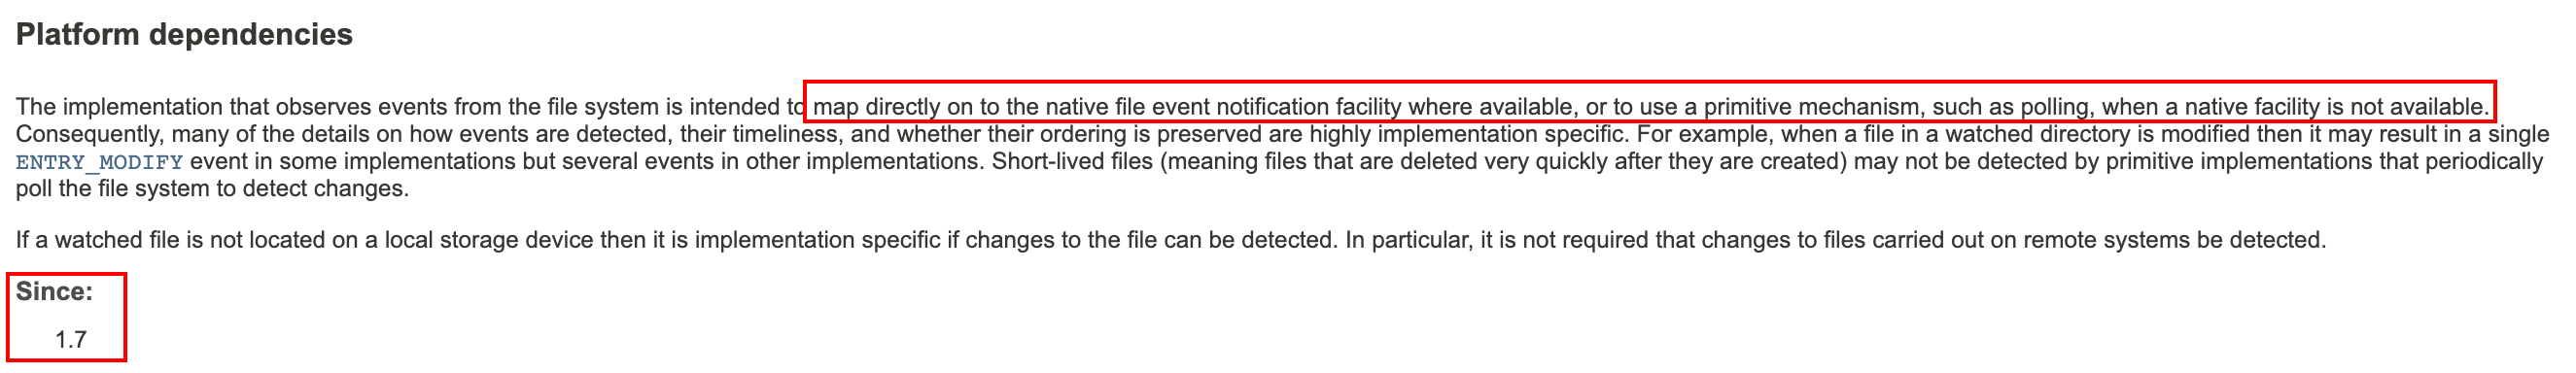 Platform dependencies
The implementation that observes events from the file system is intended to map directly on to the native file event notification facility where available, or to use a primitive mechanism, such as polling, when a native facility is not available.
Consequently, many of the details on how events are detected, their timeliness, and whether their ordering is preserved are highly implementation specific. For example, when a file in a watched directory is modified then it may result in a single
ENTRY_MODIFY event in some implementations but several events in other implementations. Short-lived files (meaning files that are deleted very quickly after they are created) may not be detected by primitive implementations that periodically
poll the file system to detect changes.
If a watched file is not located on a local storage device then it is implementation specific if changes to the file can be detected. In particular, it is not required that changes to files carried out on remote systems be detected.
Since:
1.7